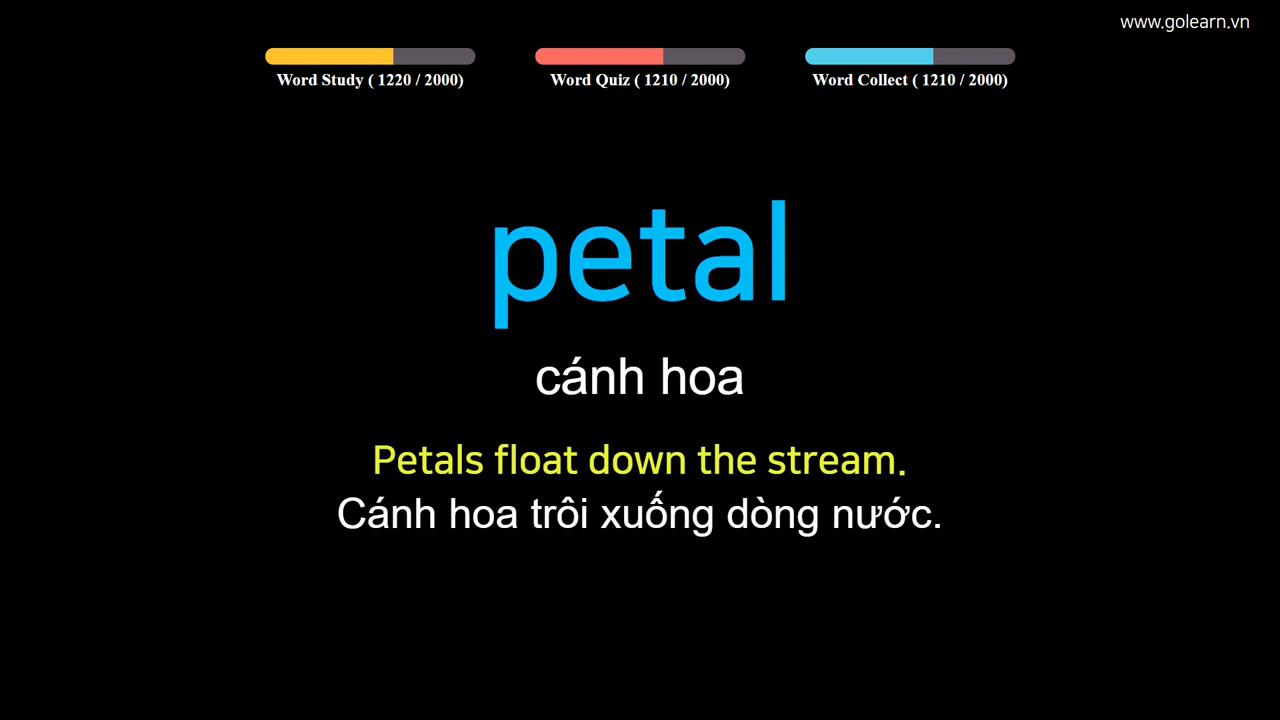 www.golearn.vn
Word Study ( 1220 / 2000)
Word Quiz ( 1210 / 2000)
Word Collect ( 1210 / 2000)
petal
cánh hoa
Petals float down the stream.
Cánh hoa trôi xuống dòng nước.